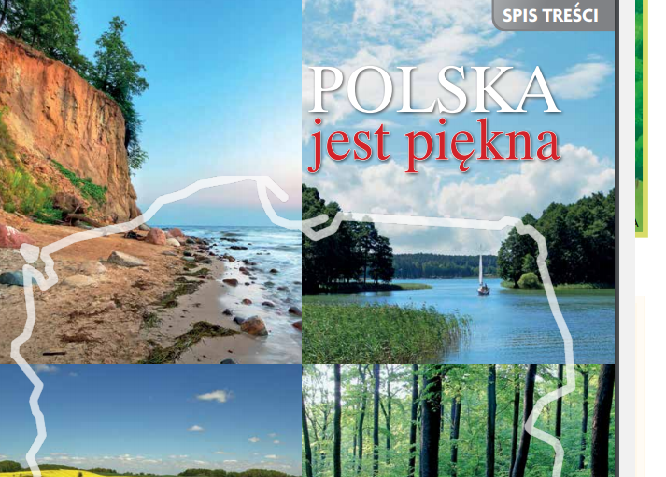 SPIS TREŚCI
POLSKA
jest piękna